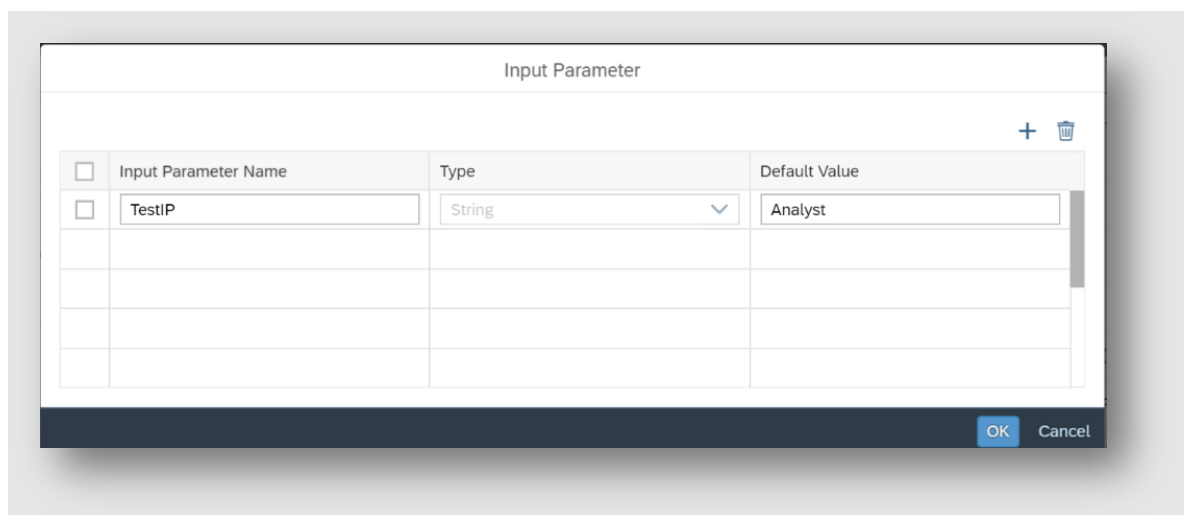 Input Parameter
Input Parameter Name Type Default Value
TestIP String Analyst
OK Cancel